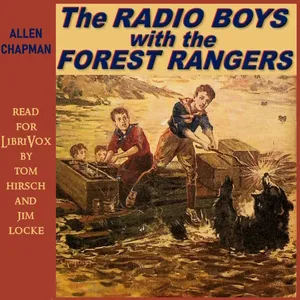 ALLEN
CHAPMAN
The RADIO BOYS
with the
FOREST RANGERS
READ
FOR
LIBRIVOX
BY
TOM
HIRSCH
AND
JIM
LOCKE